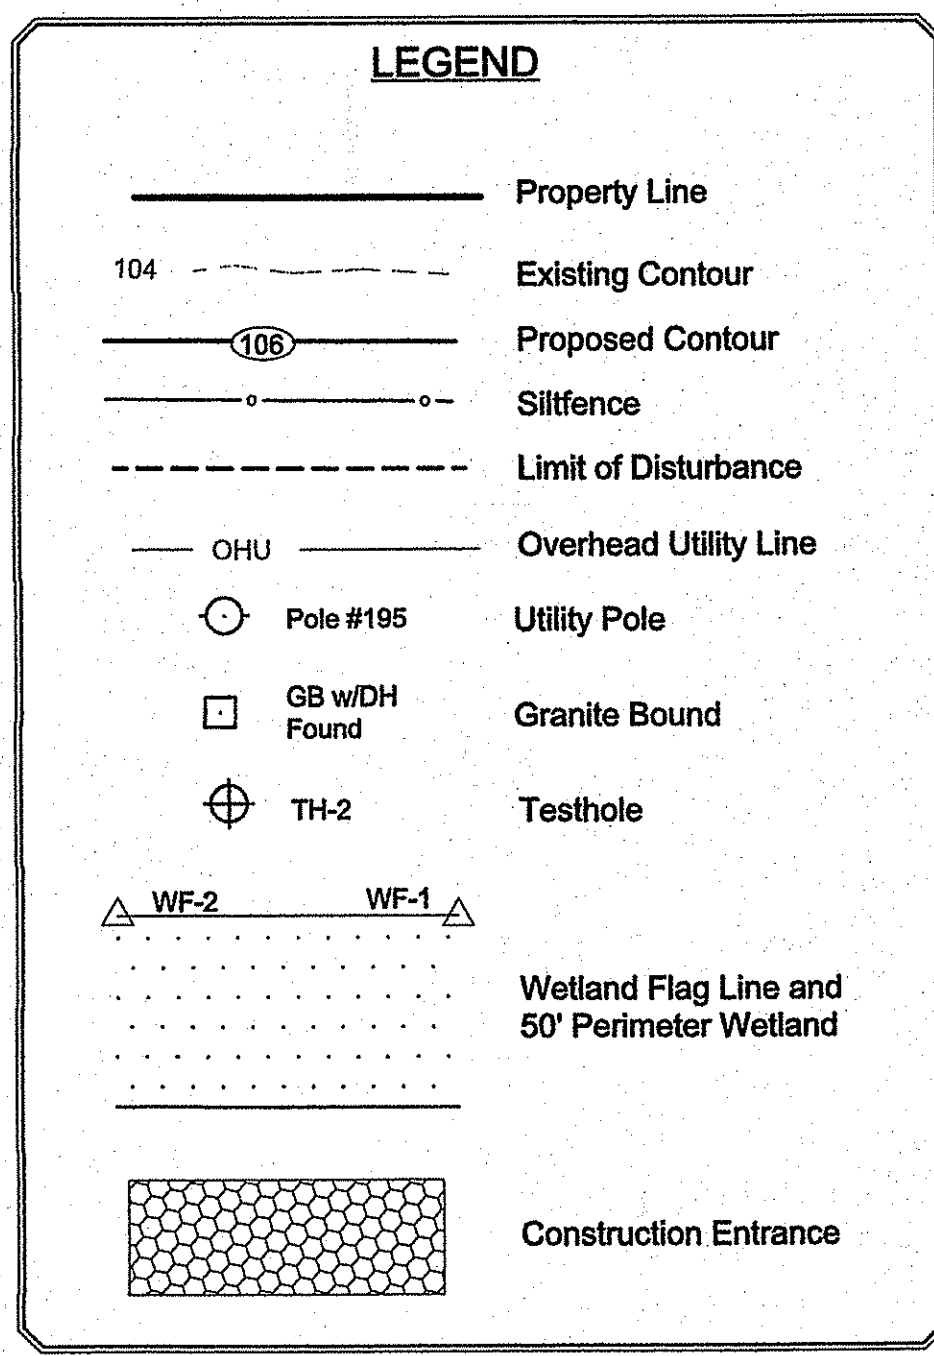 LEGEND
Property Line
104 Existing Contour
106 Proposed Contour
Siltfence
Limit of Disturbance
OHU Overhead Utility Line
Pole #195 Utility Pole
GB w/DH
Found
Granite Bound
TH-2 Testhole
WF-2 WF-1
Wetland Flag Line and
50' Perimeter Wetland
Construction Entrance